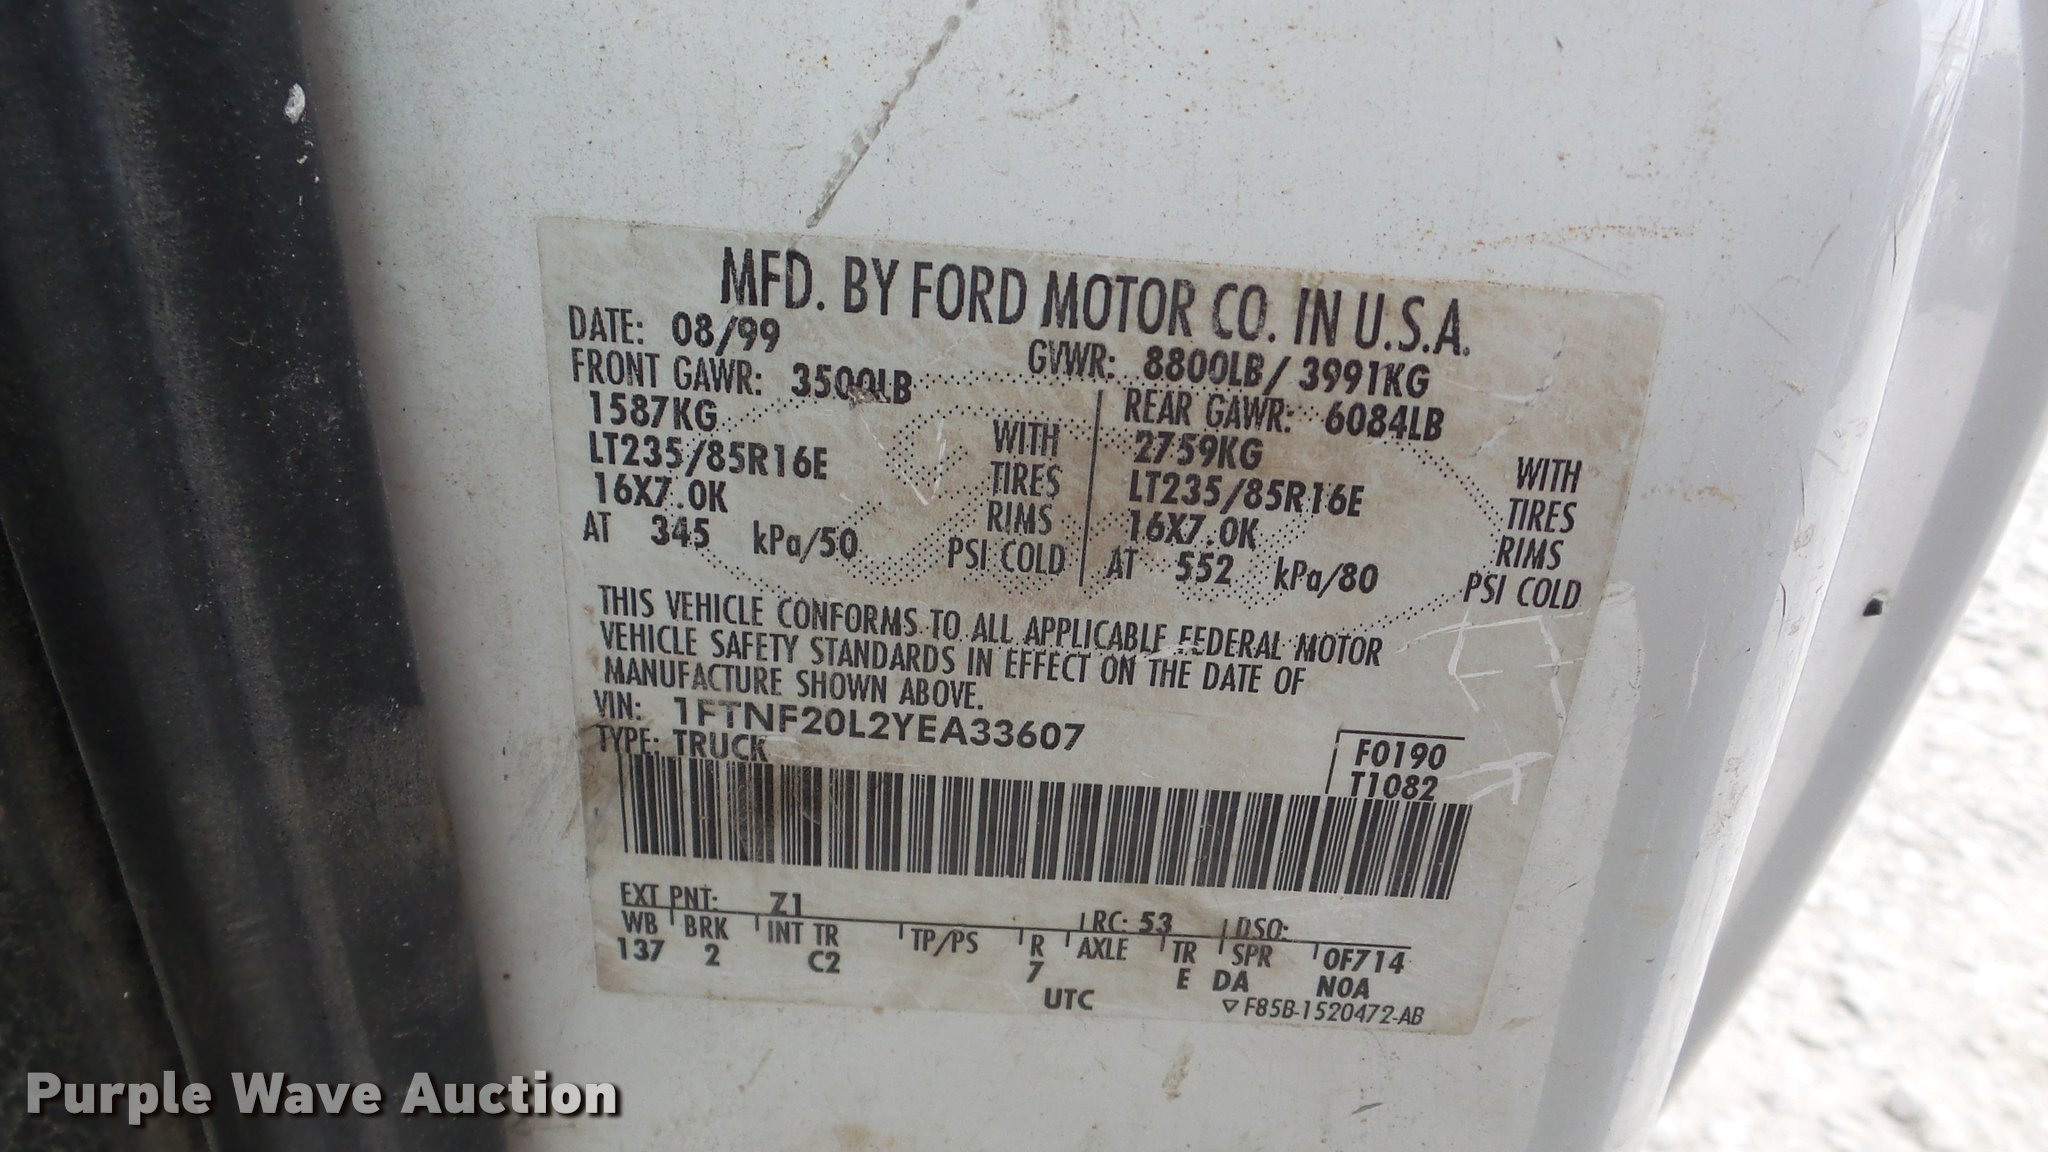 MFD. BY FORD MOTOR CO. IN U.S.A.
DATE: 08/99 GVWR: 8800LB/ 3991KG
FRONT GAWR: 3500LB REAR GAWR: 6084LB
1587KG WITH 2759KG WITH
LT235/85R16E TIRES LT235/85R16E TIRES
16X7.0K RIMS 16X7.0K RIMS
AT 345 kPa/50 PSI COLD AT 552 kPa/80 PSI COLD
THIS VEHICLE CONFORMS TO ALL APPLICABLE FEDERAL MOTOR
VEHICLE SAFETY STANDARDS IN EFFECT ON THE DATE OF
MANUFACTURE SHOWN ABOVE.
VIN: 1FTNF20L2YEA33607
TYPE: TRUCK F0190
T1082
EXT PNT: Z1 RC: 53 DSO:
WB BRK INT TR TP/PS R AXLE TR SPR 0F714
137 2 C2 7 E DA N0A
UTC ▽ F85B-1520472-AB
Purple Wave Auction